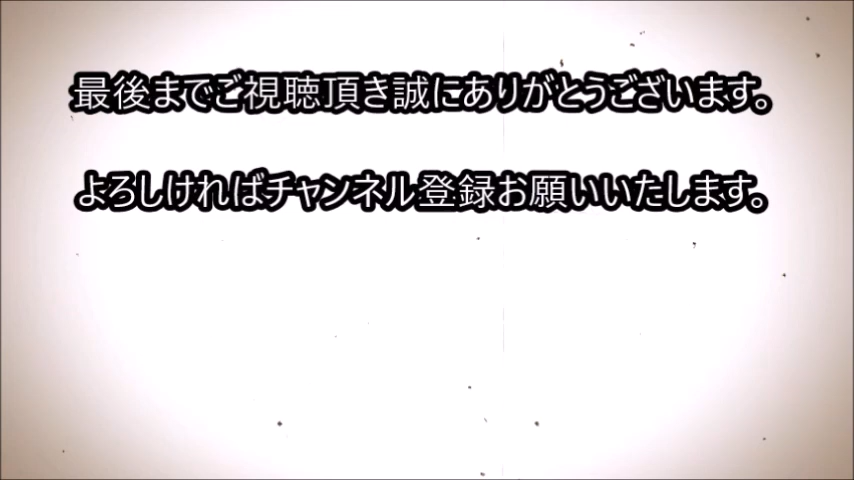 最後までご視聴頂き誠にありがとうございます。
よろしければチャンネル登録お願いいたします。